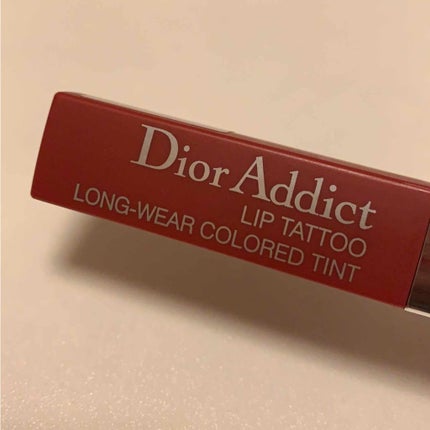 Dior Addict
LIP TATTOO
LONG-WEAR COLORED TINT